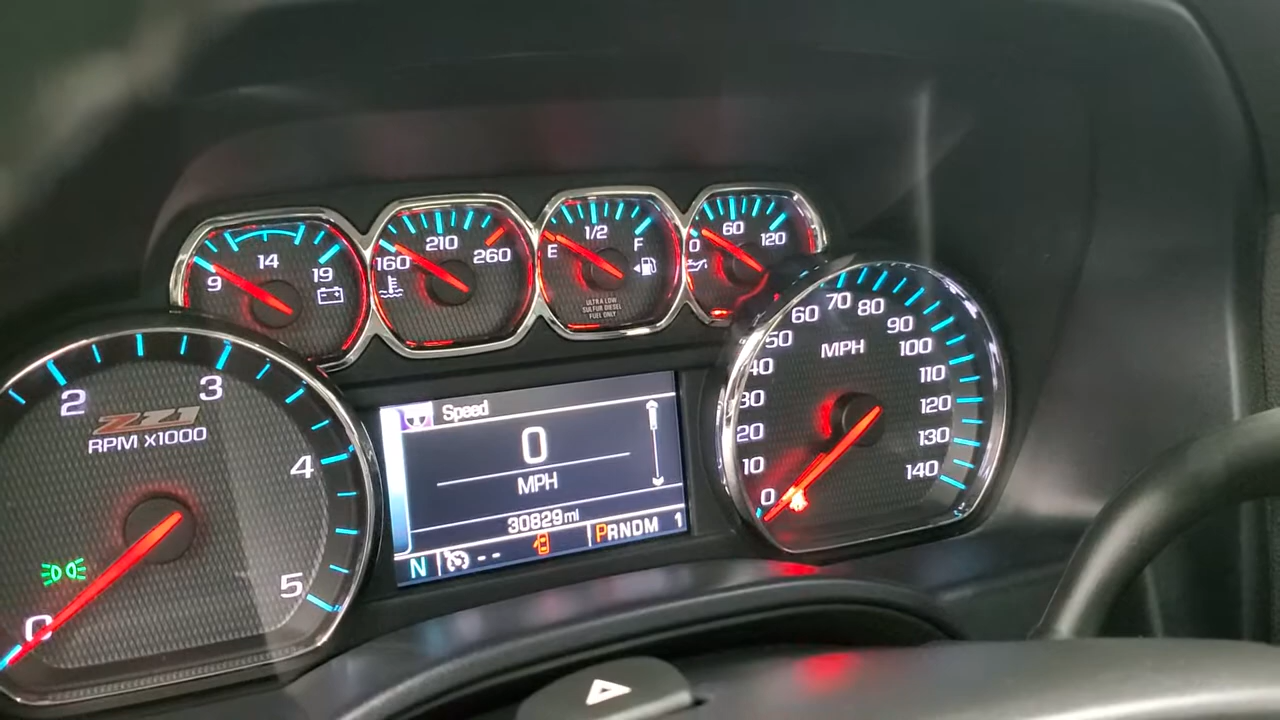 9 14 19
160 210 260
E 1/2 F
ULTRA LOW
SULFUR DIESEL
FUEL ONLY
0 60 120
0 2 3 4 5
Z71
RPM X1000
Speed
0
MPH
30829mi
N -- PRNDM 1
MPH
0 10 20 30 40 50 60 70 80 90 100 110 120 130 140